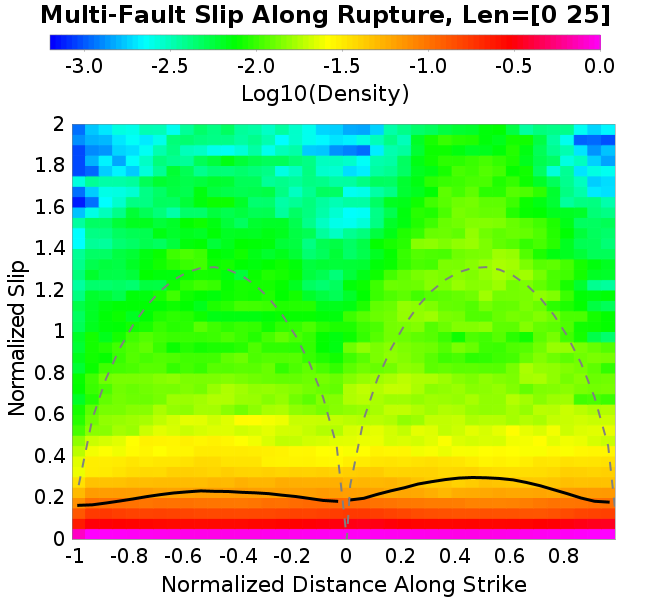 Multi-Fault Slip Along Rupture, Len=[0 25]
-3.0 -2.5 -2.0 -1.5 -1.0 -0.5 0.0
Log10(Density)
2
1.8
1.6
1.4
1.2
1
0.8
0.6
0.4
0.2
0
Normalized Slip
-1 -0.8 -0.6 -0.4 -0.2 0 0.2 0.4 0.6 0.8
Normalized Distance Along Strike